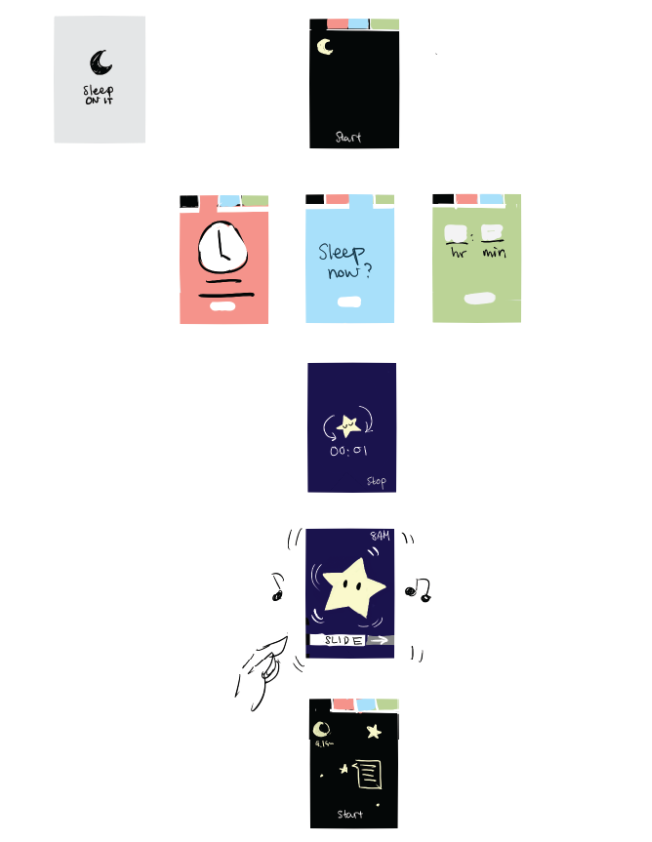 Sleep
ON IT
Start
Sleep
now?
:
hr min
00:01
Stop
8AM
SLIDE
Start